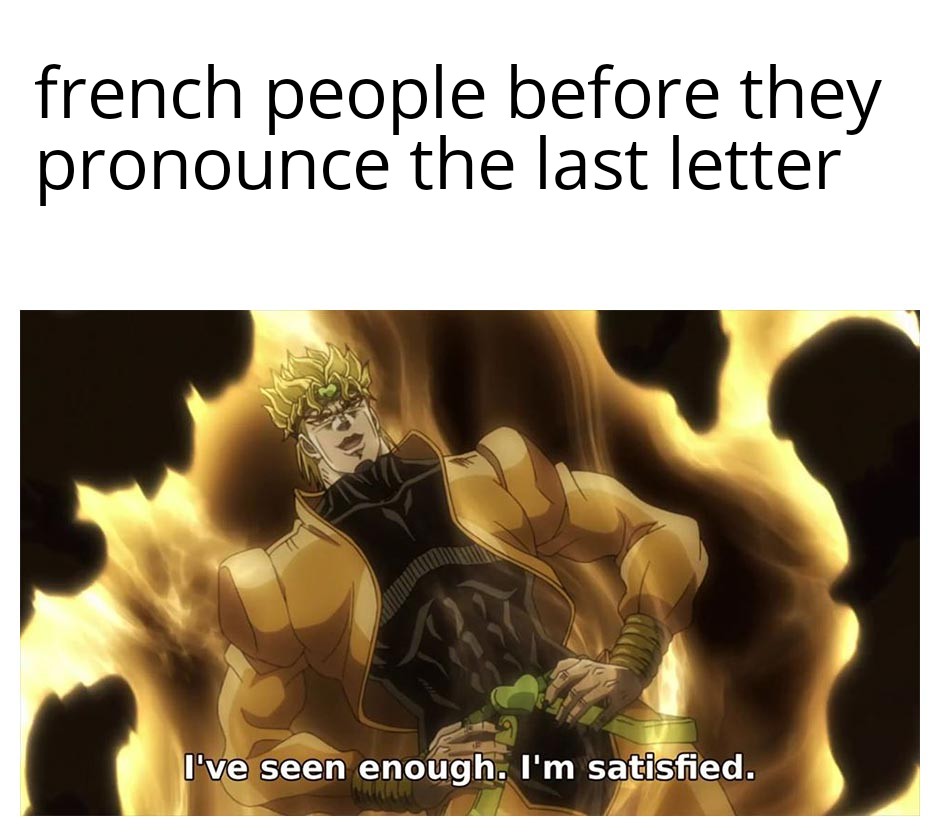 french people before they
pronounce the last letter
I've seen enough. I'm satisfied.